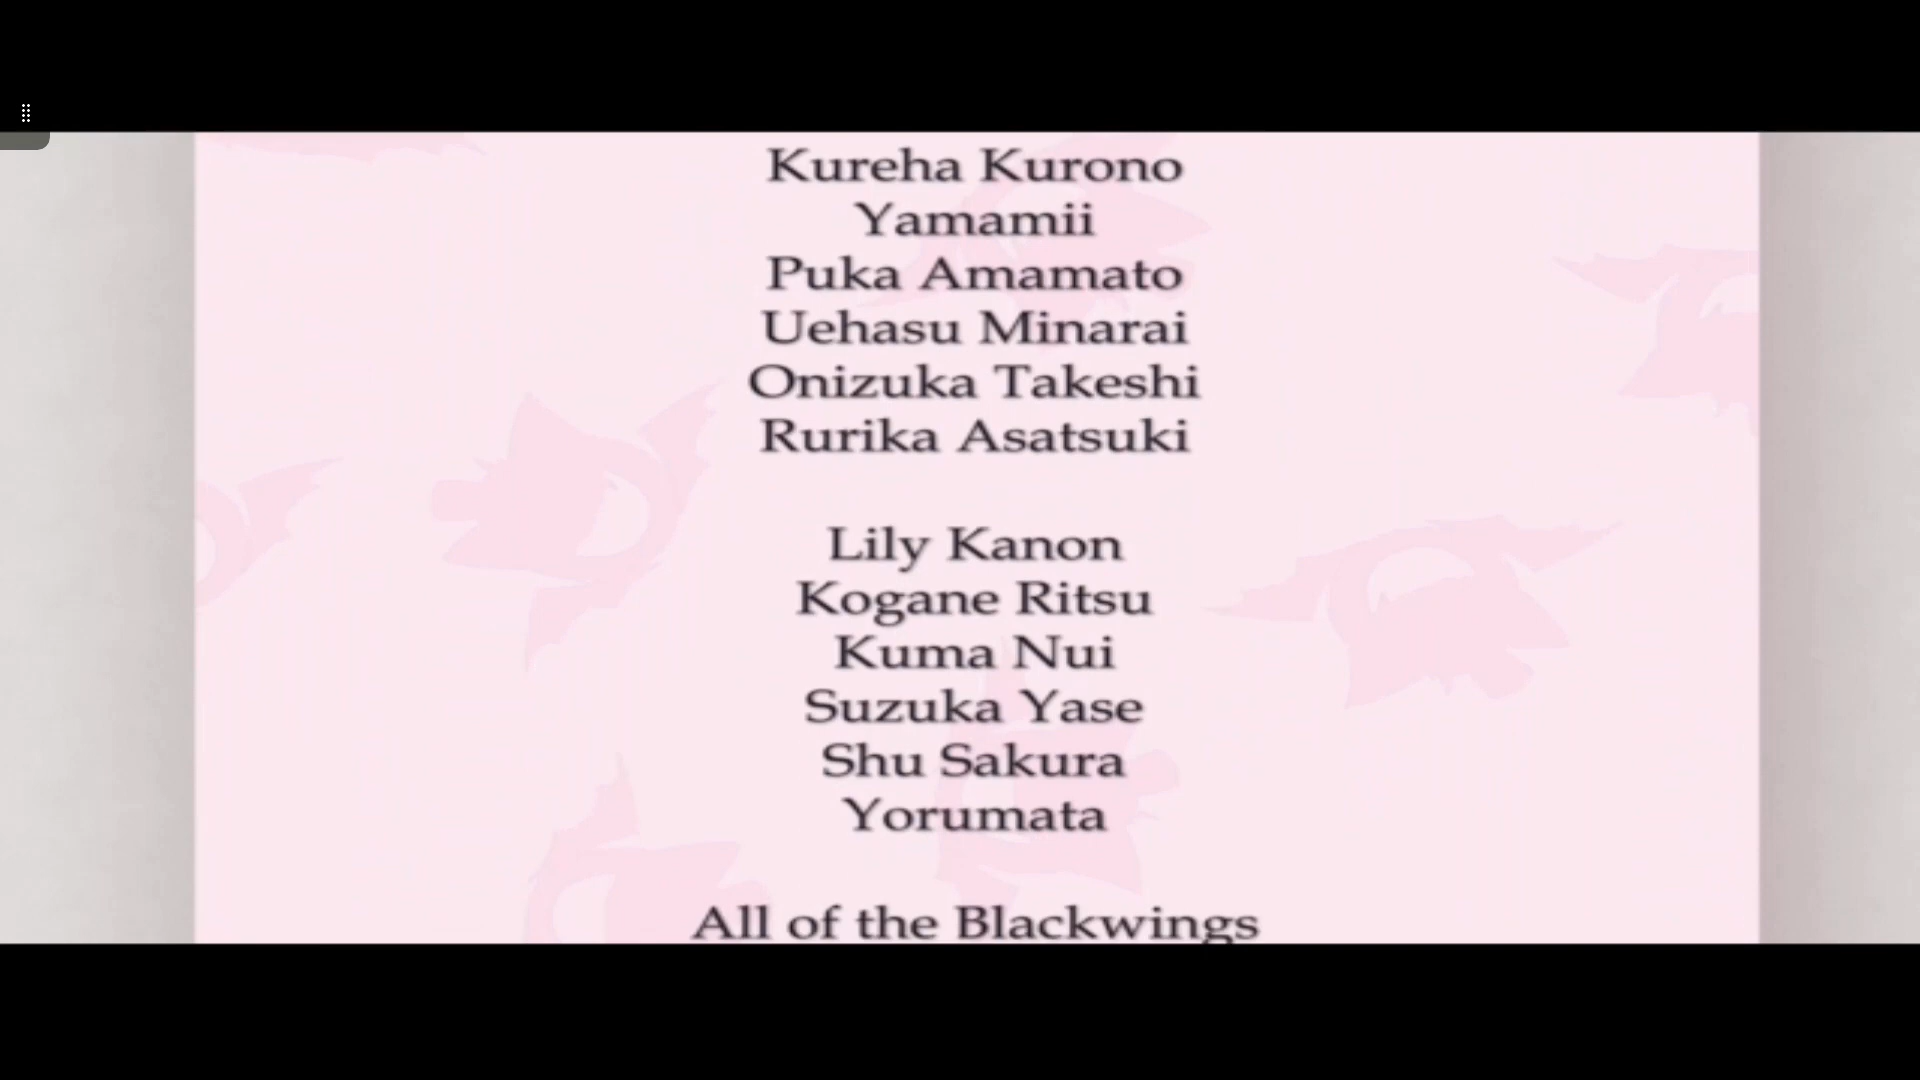 Kureha Kurono
Yamamii
Puka Amamato
Uehasu Minarai
Onizuka Takeshi
Rurika Asatsuki
Lily Kanon
Kogane Ritsu
Kuma Nui
Suzuka Yase
Shu Sakura
Yorumata
All of the Blackwings